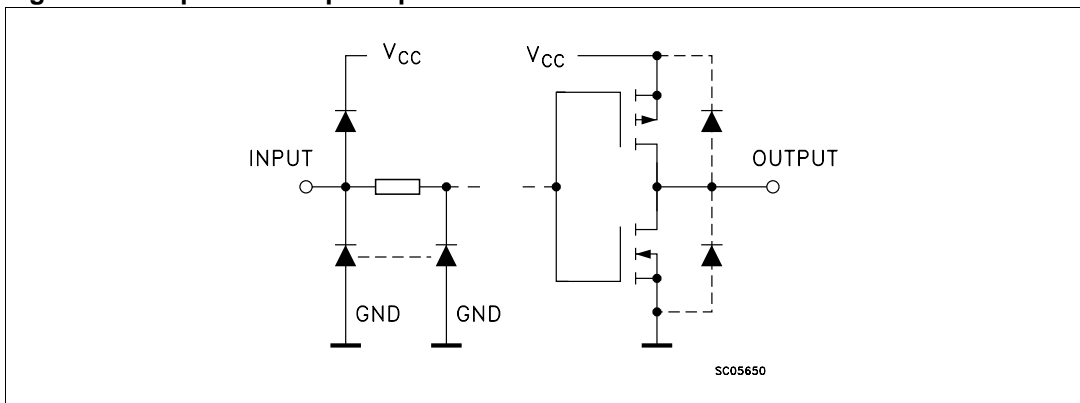 VCC
VCC
INPUT
OUTPUT
GND
GND
SC05650